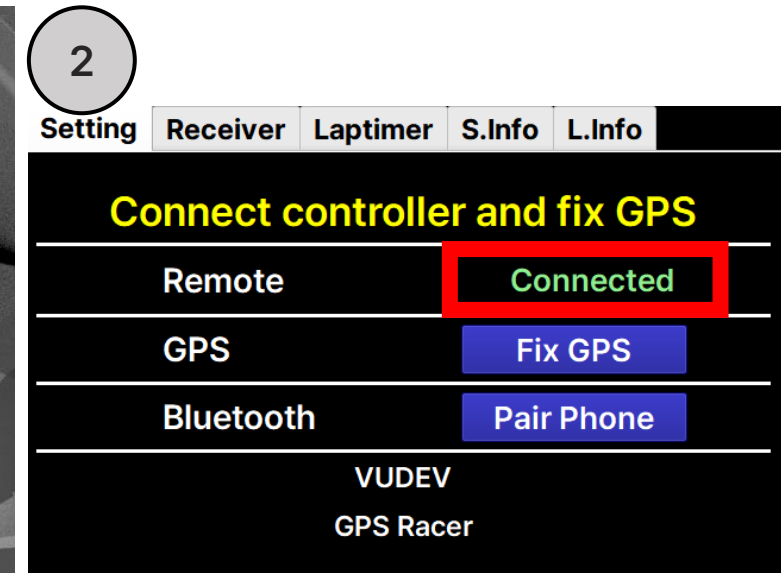 2
Setting Receiver Laptimer S.Info L.Info
Connect controller and fix GPS
Remote Connected
GPS Fix GPS
Bluetooth Pair Phone
VUDEV
GPS Racer